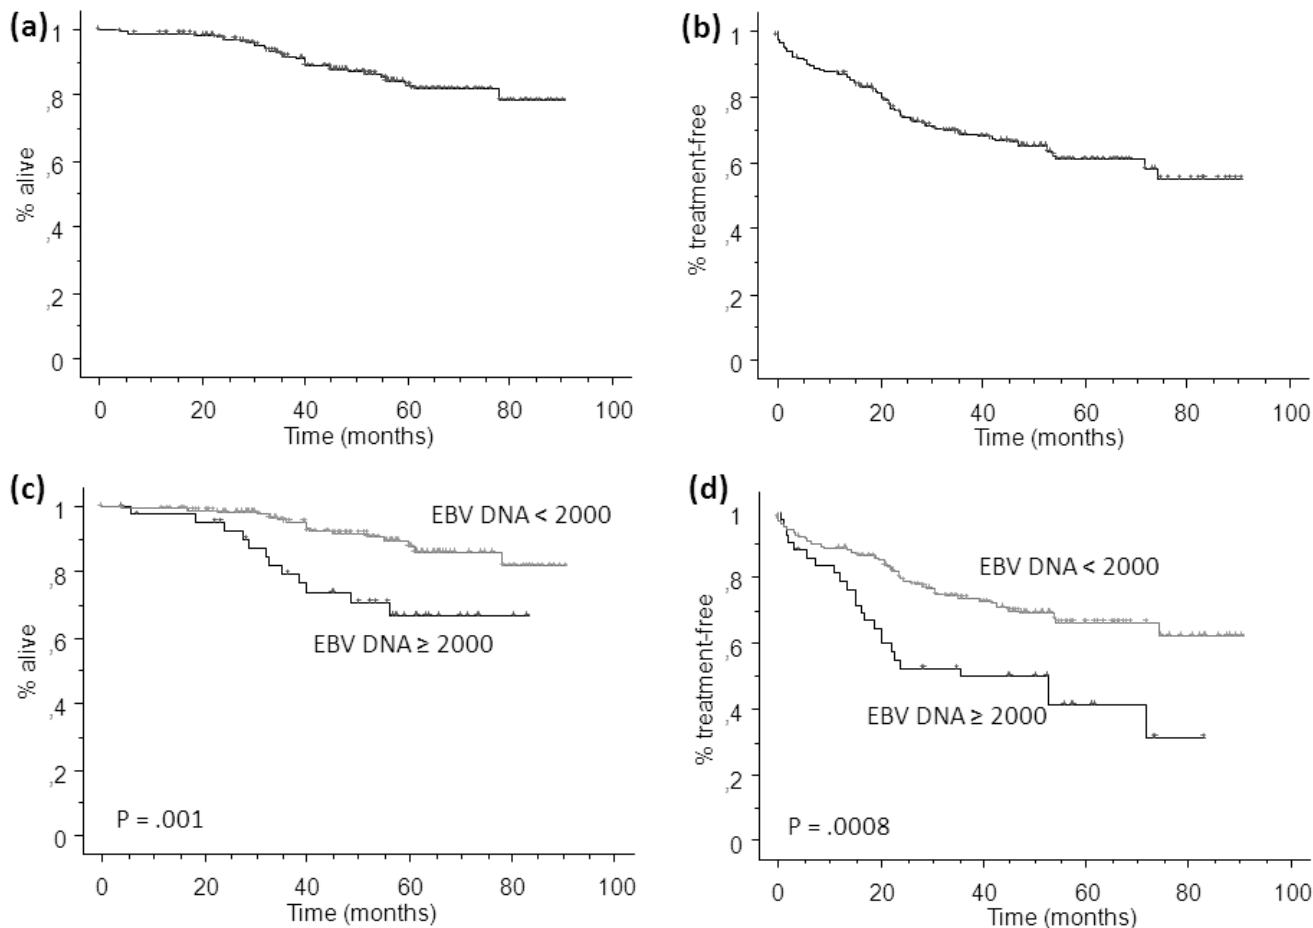 (a)
1
,8
,6
,4
,2
0
% alive
0 20 40 60 80 100
Time (months)
(b)
1
,8
,6
,4
,2
0
% treatment-free
0 20 40 60 80 100
Time (months)
(c)
1
,8
,6
,4
,2
0
% alive
EBV DNA < 2000
EBV DNA ≥ 2000
P = .001
0 20 40 60 80 100
Time (months)
(d)
1
,8
,6
,4
,2
0
% treatment-free
EBV DNA < 2000
EBV DNA ≥ 2000
P = .0008
0 20 40 60 80 100
Time (months)